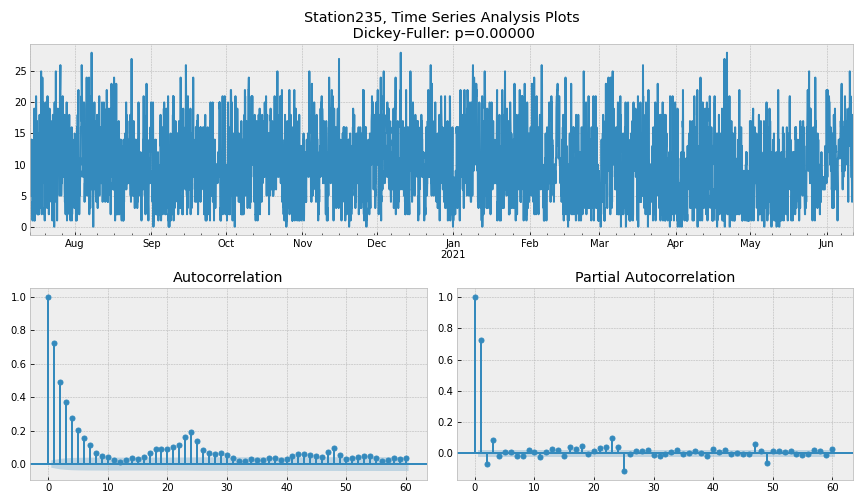 Station235, Time Series Analysis Plots
Dickey-Fuller: p=0.00000
25
20
15
10
5
0
Aug Sep Oct Nov Dec Jan Feb Mar Apr May Jun
2021
Autocorrelation
1.0
0.8
0.6
0.4
0.2
0.0
0 10 20 30 40 50 60
Partial Autocorrelation
1.0
0.8
0.6
0.4
0.2
0.0
0 10 20 30 40 50 60